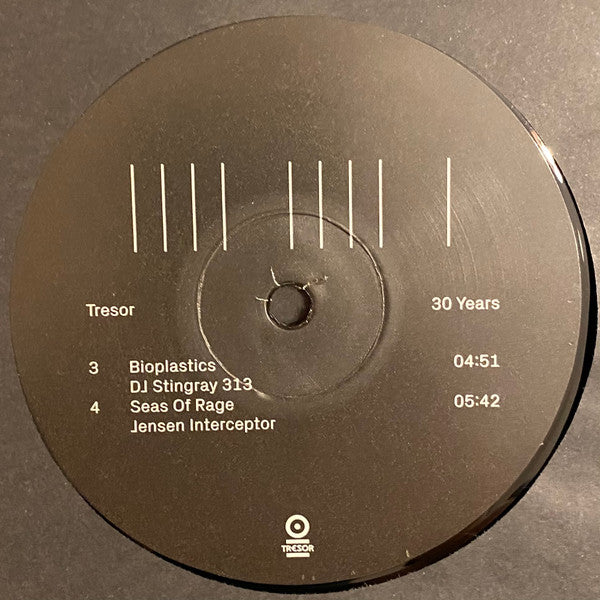 Tresor 30 Years
3 Bioplastics 04:51
DJ Stingray 313
4 Seas Of Rage 05:42
Jensen Interceptor
TRESOR